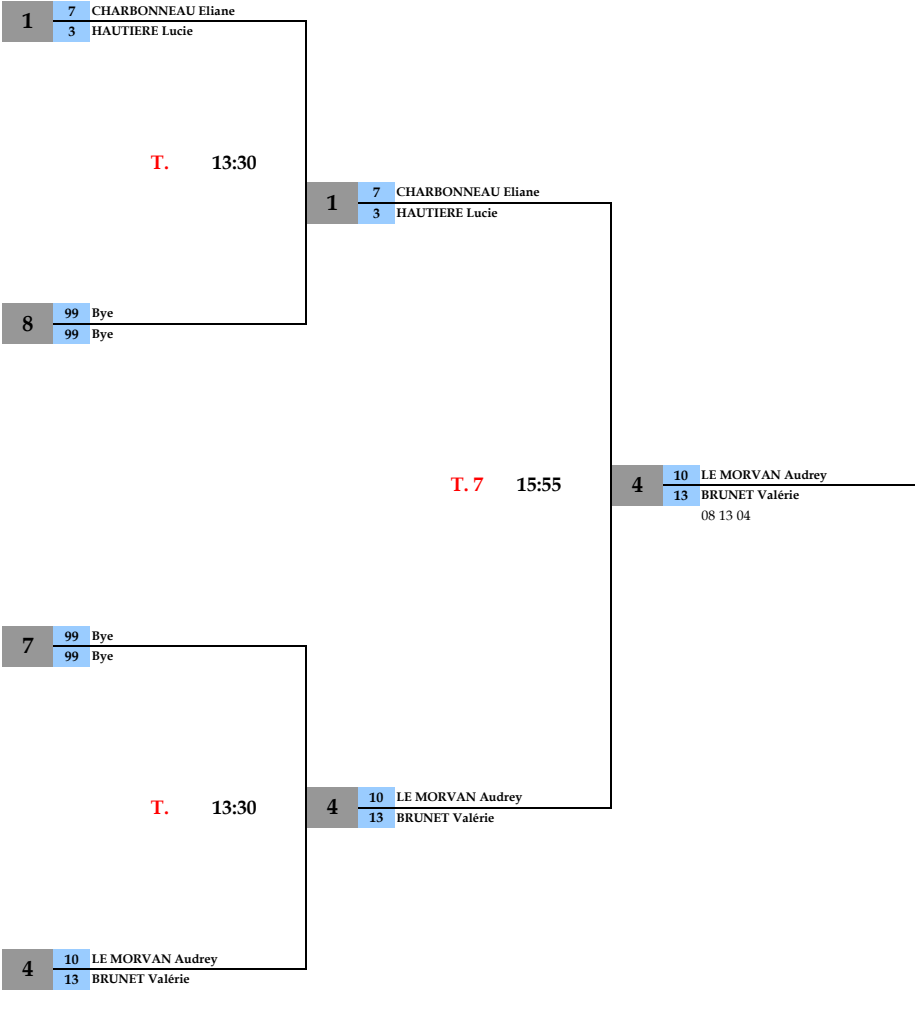 1 7 CHARBONNEAU Eliane
3 HAUTIERE Lucie
T. 13:30
1 7 CHARBONNEAU Eliane
3 HAUTIERE Lucie
8 99 Bye
99 Bye
T. 7 15:55
4 10 LE MORVAN Audrey
13 BRUNET Valérie
08 13 04
7 99 Bye
99 Bye
T. 13:30
4 10 LE MORVAN Audrey
13 BRUNET Valérie
4 10 LE MORVAN Audrey
13 BRUNET Valérie